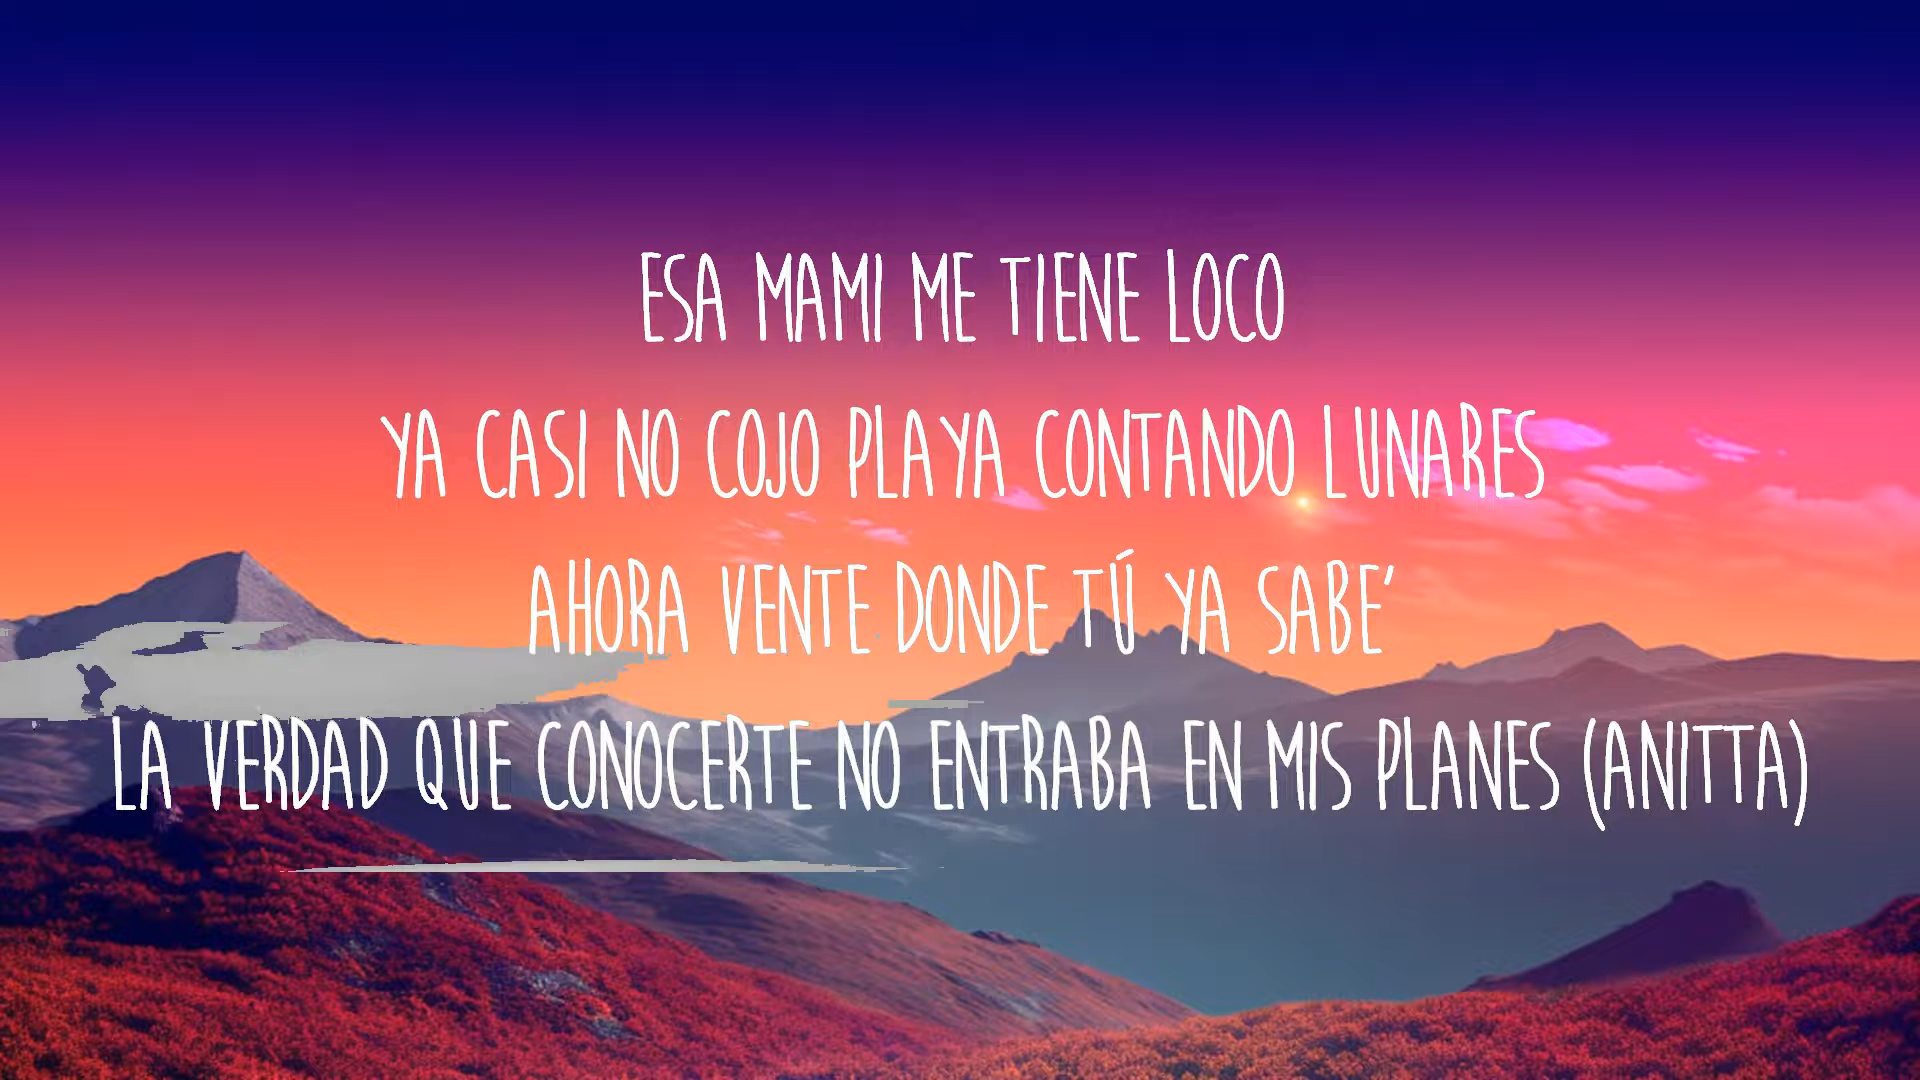 ESA MAMI ME TIENE LOCO
YA CASI NO COJO PLAYA CONTANDO LUNARES
AHORA VENTE DONDE TÚ YA SABE'
LA VERDAD QUE CONOCERTE NO ENTRABA EN MIS PLANES (ANITTA)